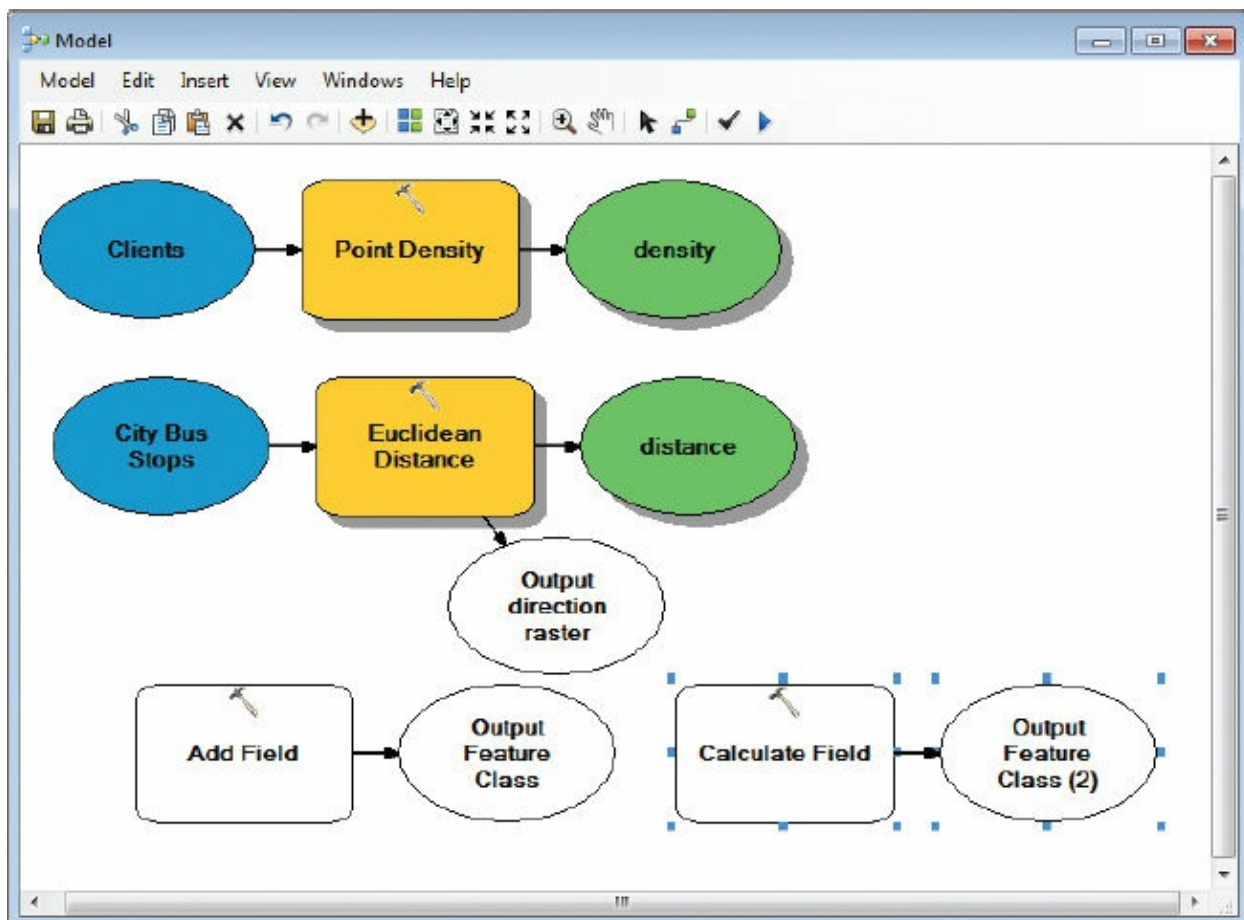 Model
Model Edit Insert View Windows Help
Clients
Point Density
density
City Bus
Stops
Euclidean
Distance
distance
Output
direction
raster
Add Field
Output
Feature
Class
Calculate Field
Output
Feature
Class (2)